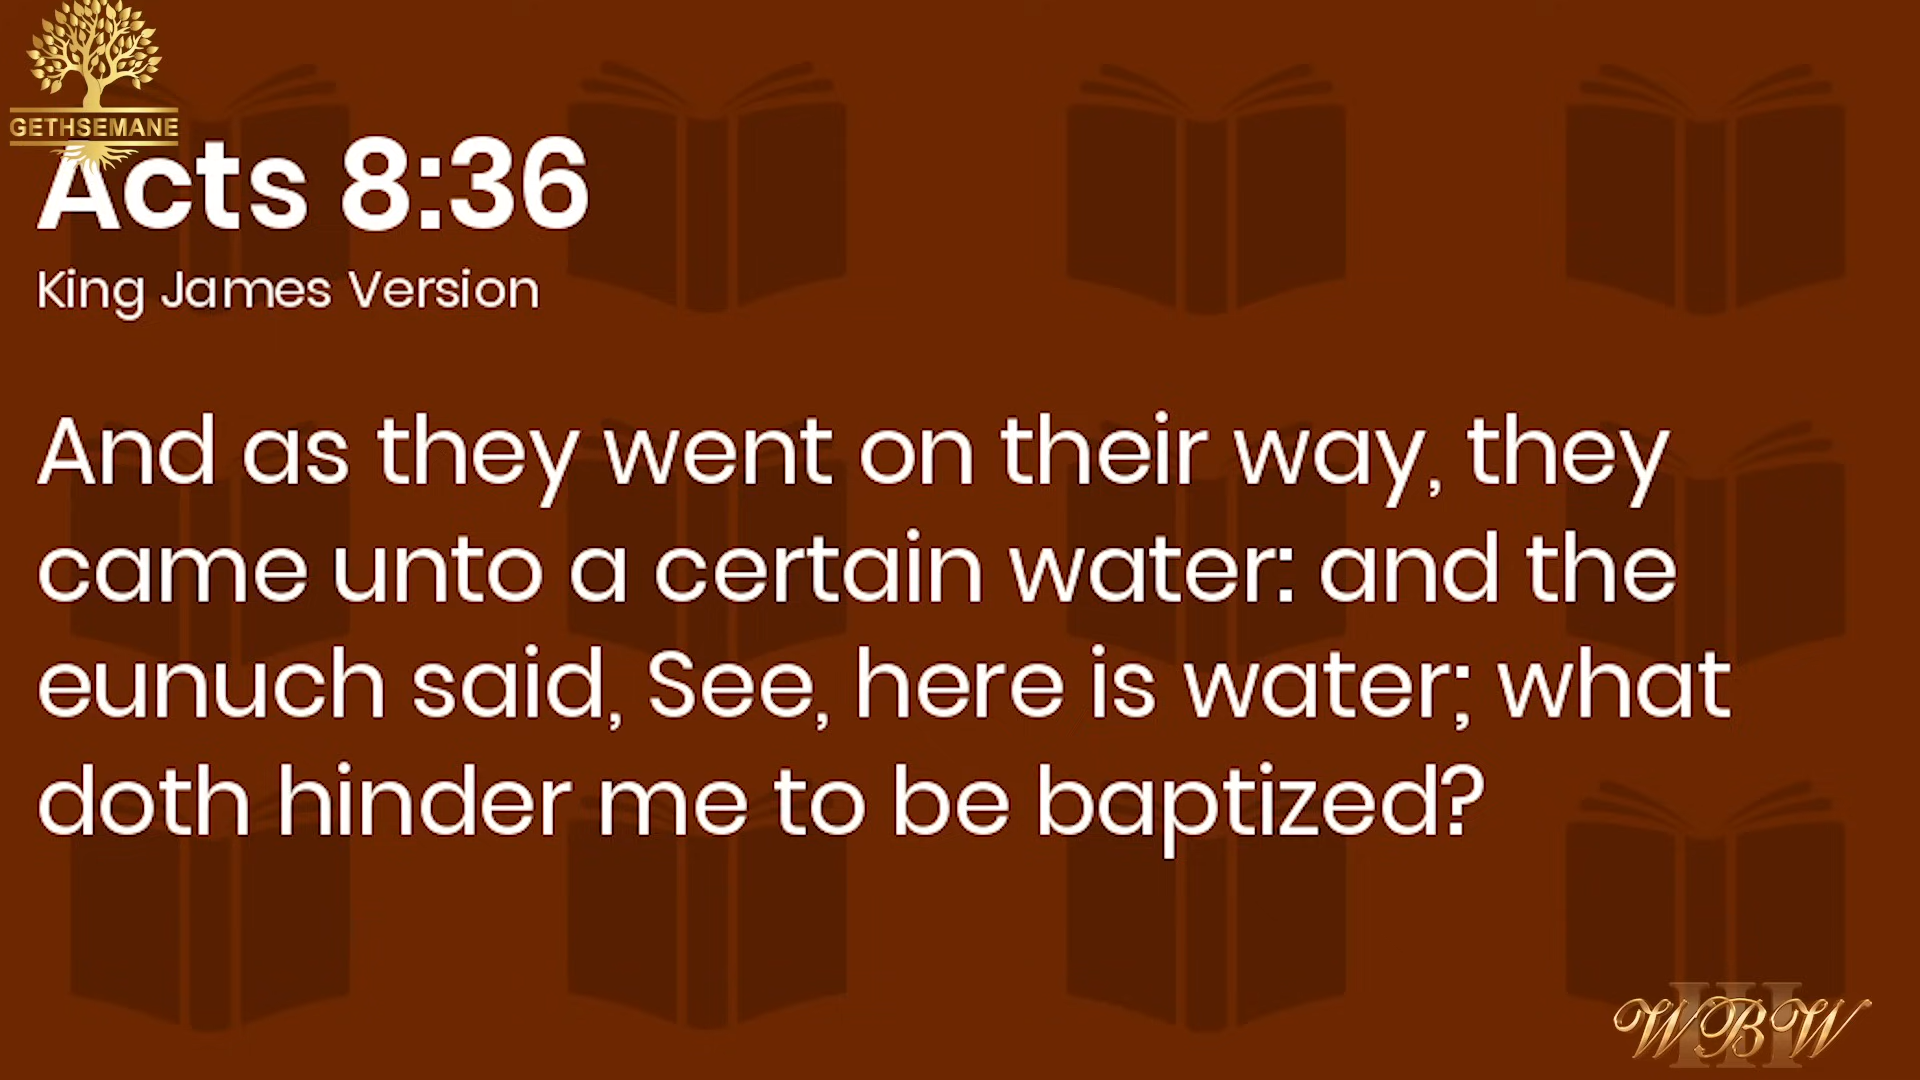 GETHSEMANE
Acts 8:36
King James Version
And as they went on their way, they
came unto a certain water: and the
eunuch said, See, here is water; what
doth hinder me to be baptized?
III
WBW